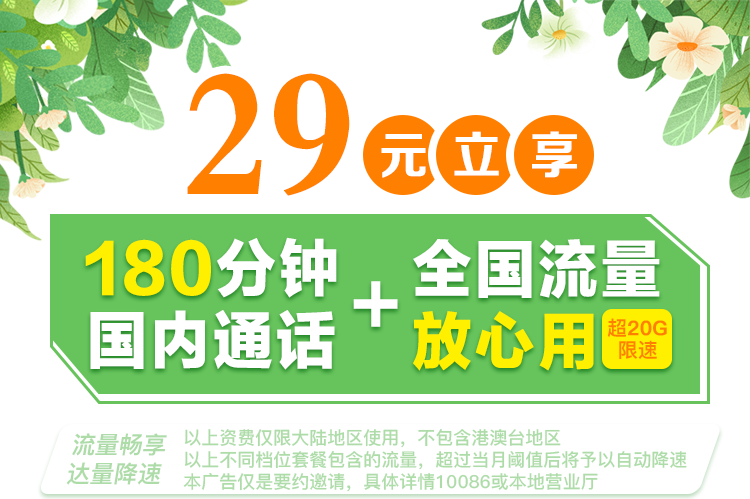 29元立享
180分钟
国内通话
+
全国流量
放心用
超20G
限速
流量畅享
达量降速
以上资费仅限大陆地区使用，不包含港澳台地区
以上不同档位套餐包含的流量，超过当月阈值后将予以自动降速
本广告仅是要约邀请，具体详情10086或本地营业厅